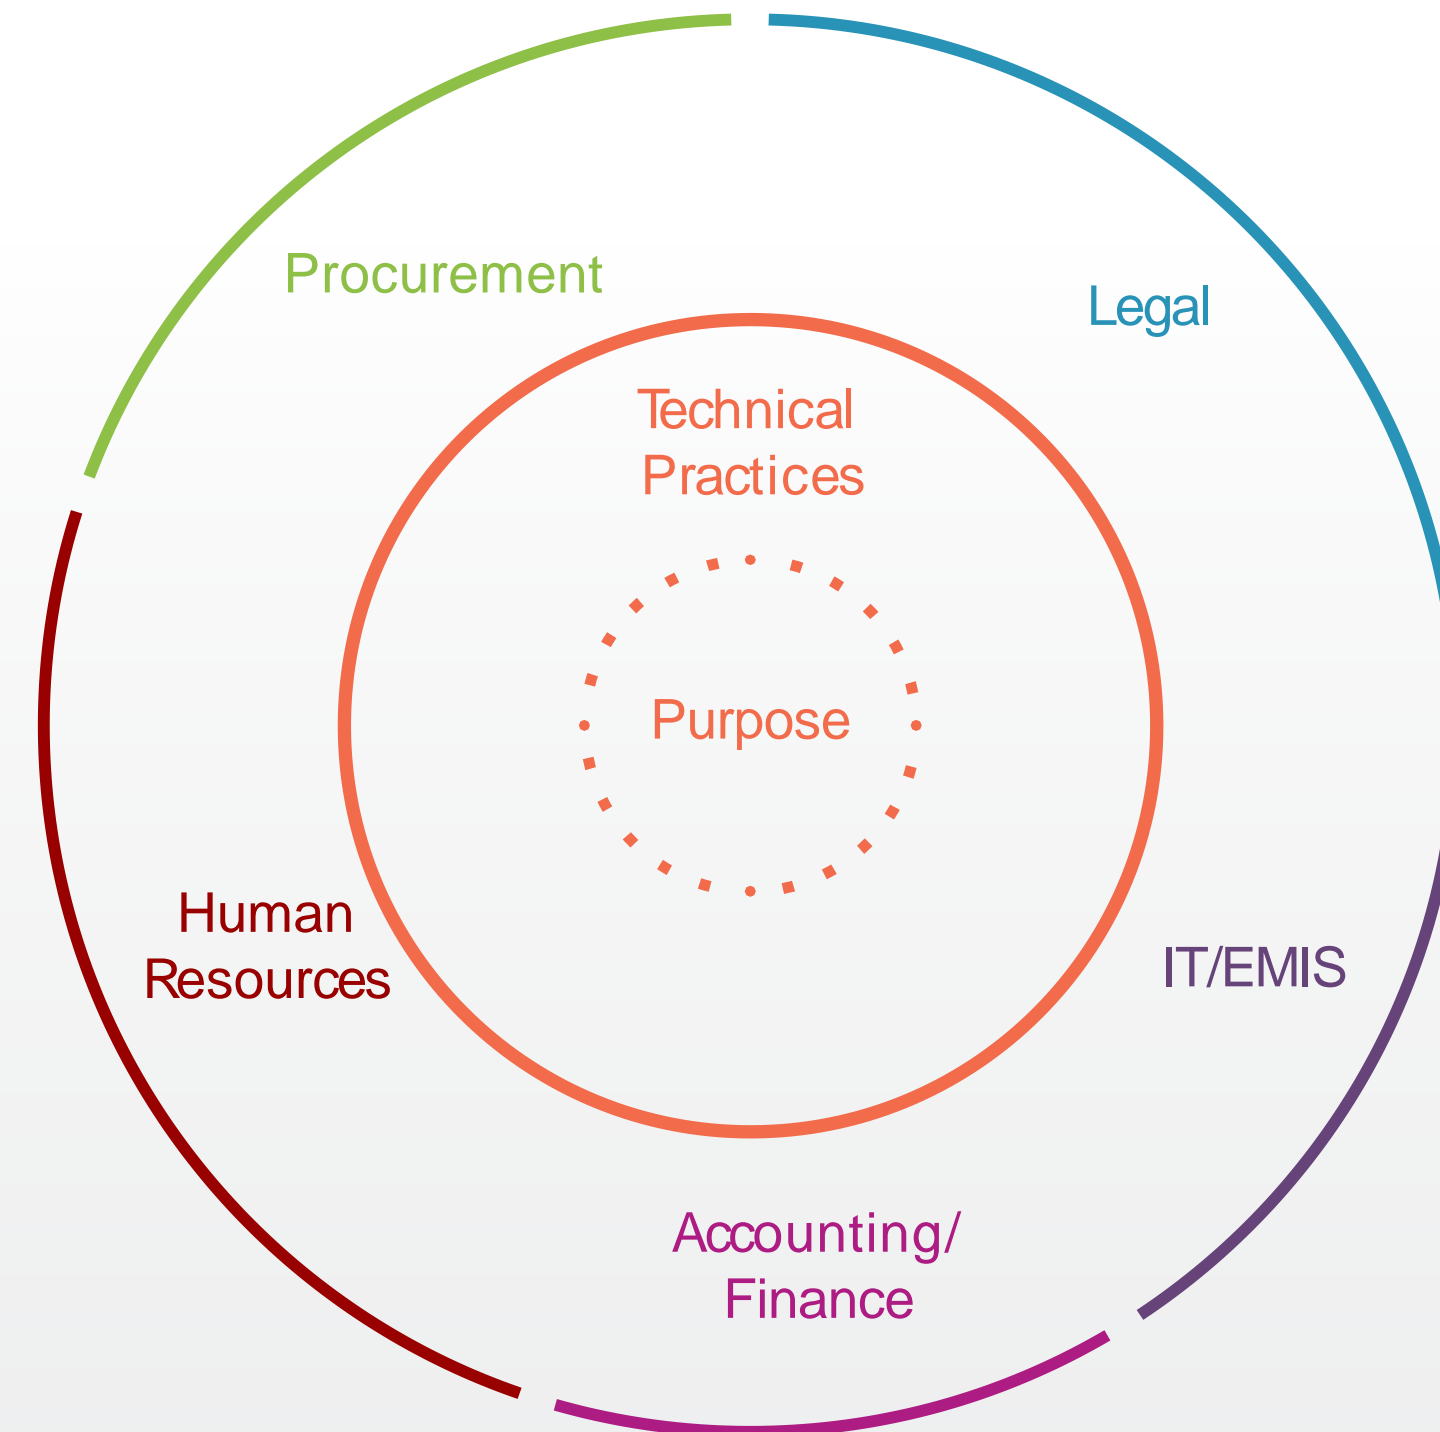 Procurement
Legal
Technical
Practices
Purpose
Human
Resources
IT/EMIS
Accounting/
Finance